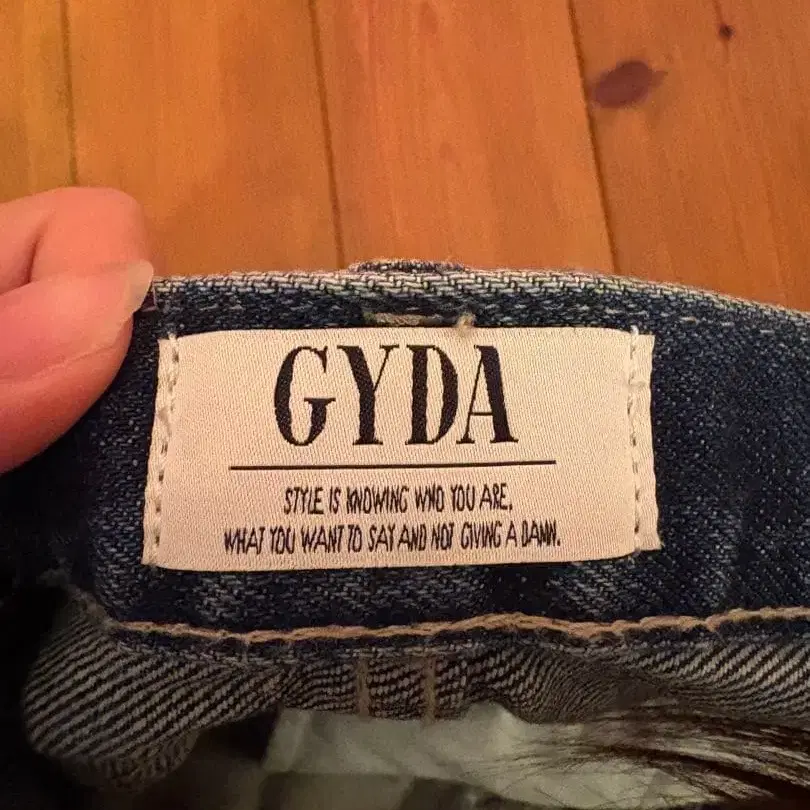 GYDA
STYLE IS KNOWING WHO YOU ARE,
WHAT YOU WANT TO SAY AND NOT GIVING A DAMN.